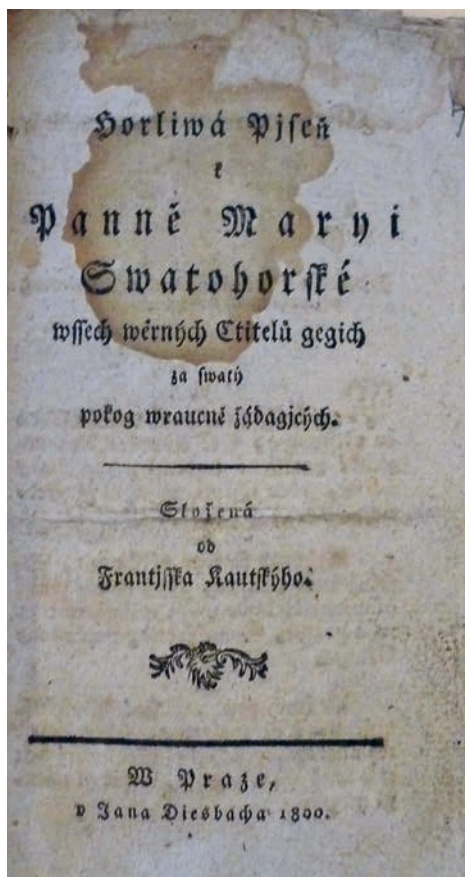 Horliwá Pjseň
k
Panně Maryi
Swatohorské
wssech wěrných Ctitelů gegich
za swatý
pokog wraucně žádagjcých.
Složená
od
Frantjsska Kautskýho.
W Praze,
v Jana Diesbacha 1800.